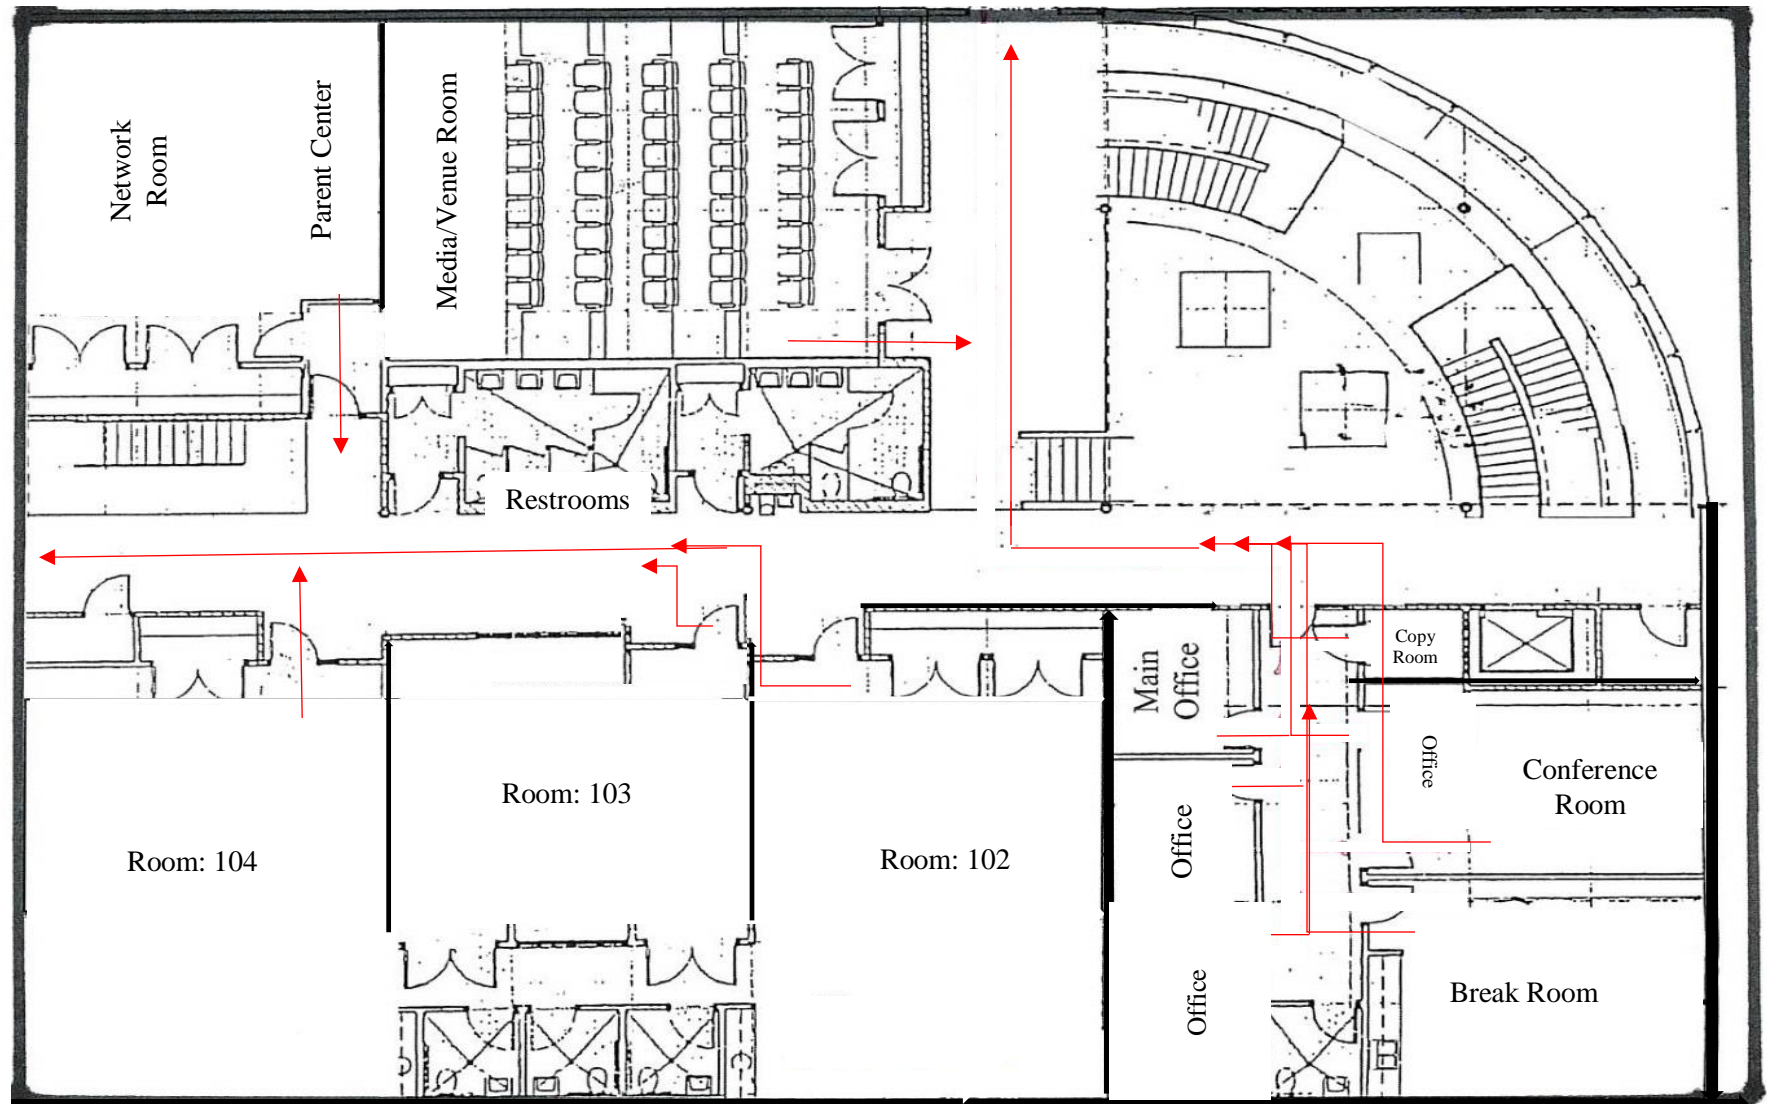 Network
Room
Parent Center
Media/Venue Room
Restrooms
Main
Office
Copy
Room
Office
Conference
Room
Room: 104
Room: 103
Room: 102
Office
Office
Break Room